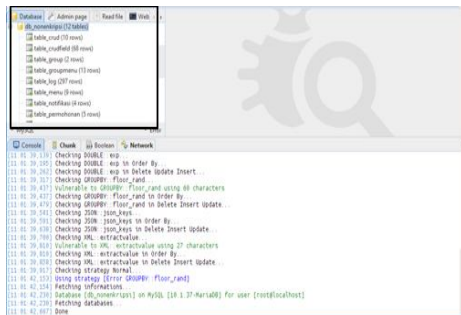 Database Admin page Read file Web
db_nonenkripsi (12 tables)
table_crud (10 rows)
table_crudfield (68 rows)
table_group (2 rows)
table_groupmenu (13 rows)
table_log (297 rows)
table_menu (9 rows)
table_notifikasi (4 rows)
table_permohonan (3 rows)
MySQL Error
Console Chunk Boolean Network
Checking DOUBLE::exp...
Checking DOUBLE::exp in Order By...
Checking DOUBLE::exp in Delete Update Insert...
Checking GROUPBY::floor_rand...
Vulnerable to GROUPBY::floor_rand using 60 characters
Checking GROUPBY::floor_rand in Order By...
Checking GROUPBY::floor_rand in Delete Insert Update...
Checking JSON::json_keys...
Checking JSON::json_keys in Order By...
Checking JSON::json_keys in Delete Insert Update...
Checking XML::extractvalue...
Vulnerable to XML::extractvalue using 27 characters
Checking XML::extractvalue in Order By...
Checking XML::extractvalue in Delete Insert Update...
Checking strategy Normal...
Using strategy [Error GROUPBY::floor_rand]
Fetching informations...
Database [db_nonenkripsi] on MySQL [10.1.37-MariaDB] for user [root@localhost]
Fetching databases...
Done